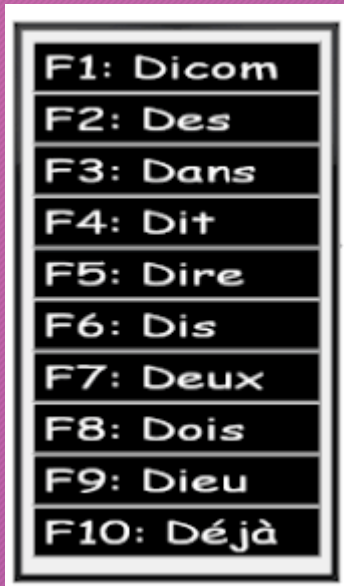 F1: Dicom
F2: Des
F3: Dans
F4: Dit
F5: Dire
F6: Dis
F7: Deux
F8: Dois
F9: Dieu
F10: Déjà